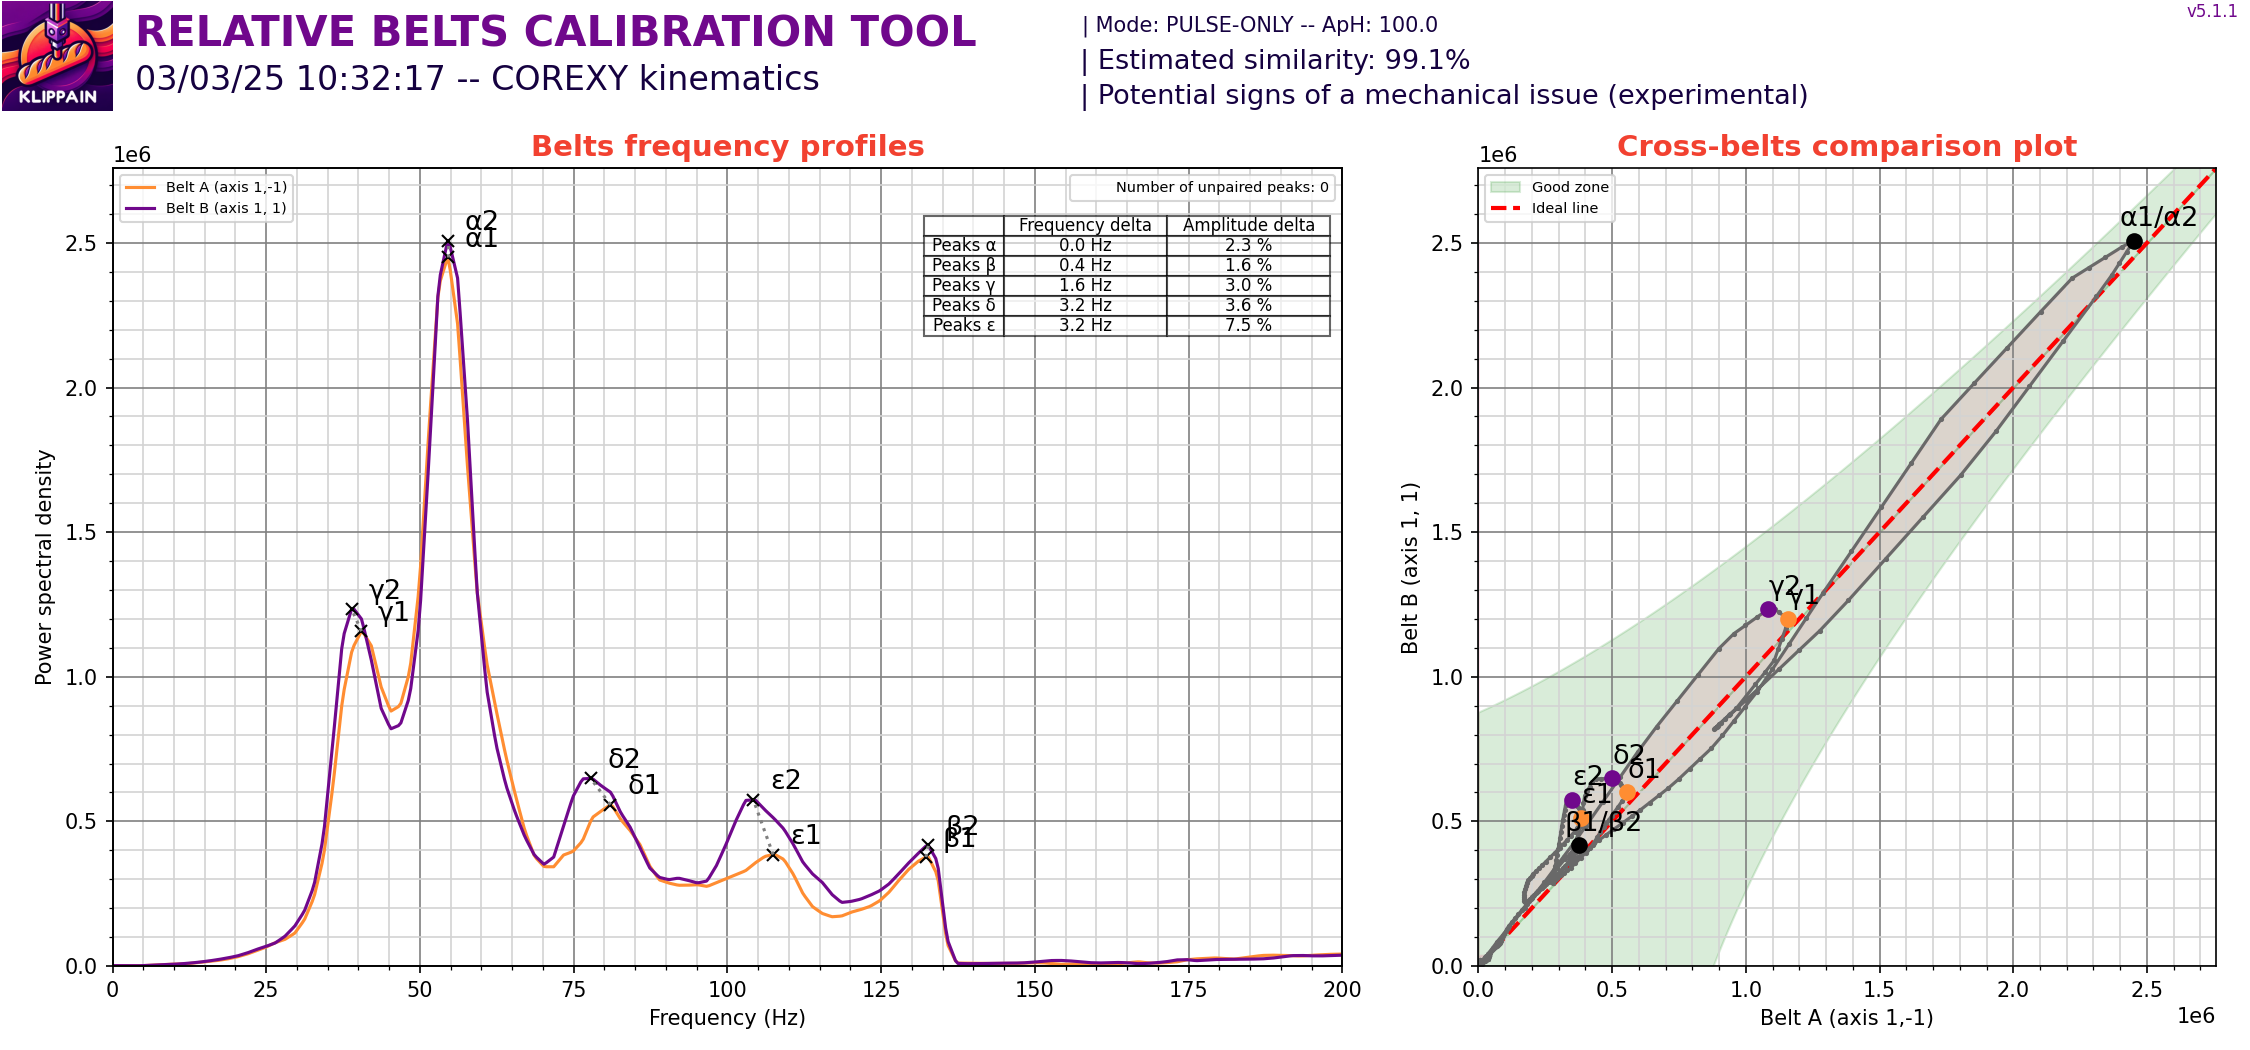 KLIPPAIN
RELATIVE BELTS CALIBRATION TOOL
03/03/25 10:32:17 -- COREXY kinematics
| Mode: PULSE-ONLY -- ApH: 100.0
| Estimated similarity: 99.1%
| Potential signs of a mechanical issue (experimental)
v5.1.1
Belts frequency profiles
1e6
Belt A (axis 1,-1)
Belt B (axis 1, 1)
Number of unpaired peaks: 0
Frequency delta Amplitude delta
Peaks α 0.0 Hz 2.3 %
Peaks β 0.4 Hz 1.6 %
Peaks γ 1.6 Hz 3.0 %
Peaks δ 3.2 Hz 3.6 %
Peaks ε 3.2 Hz 7.5 %
α2
α1
γ2
γ1
δ2
δ1
ε2
ε1
β2
β1
2.5
2.0
1.5
1.0
0.5
0.0
Power spectral density
0 25 50 75 100 125 150 175 200
Frequency (Hz)
Cross-belts comparison plot
1e6
Good zone
Ideal line
α1/α2
γ2
γ1
δ2
δ1
ε2
ε1
β1/β2
2.5
2.0
1.5
1.0
0.5
0.0
Belt B (axis 1, 1)
0.0 0.5 1.0 1.5 2.0 2.5
Belt A (axis 1,-1)
1e6